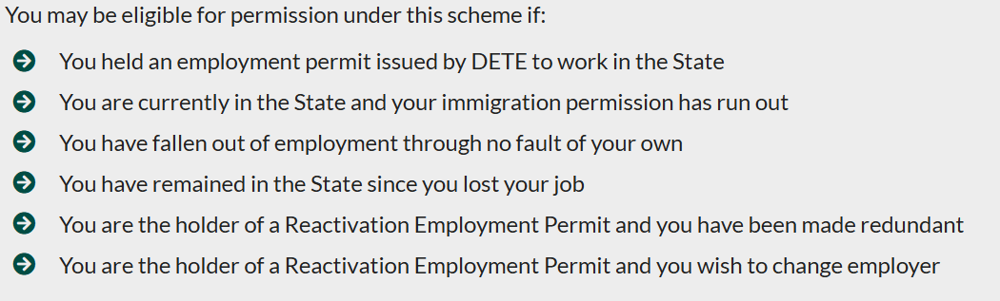 You may be eligible for permission under this scheme if:
You held an employment permit issued by DETE to work in the State
You are currently in the State and your immigration permission has run out
You have fallen out of employment through no fault of your own
You have remained in the State since you lost your job
You are the holder of a Reactivation Employment Permit and you have been made redundant
You are the holder of a Reactivation Employment Permit and you wish to change employer